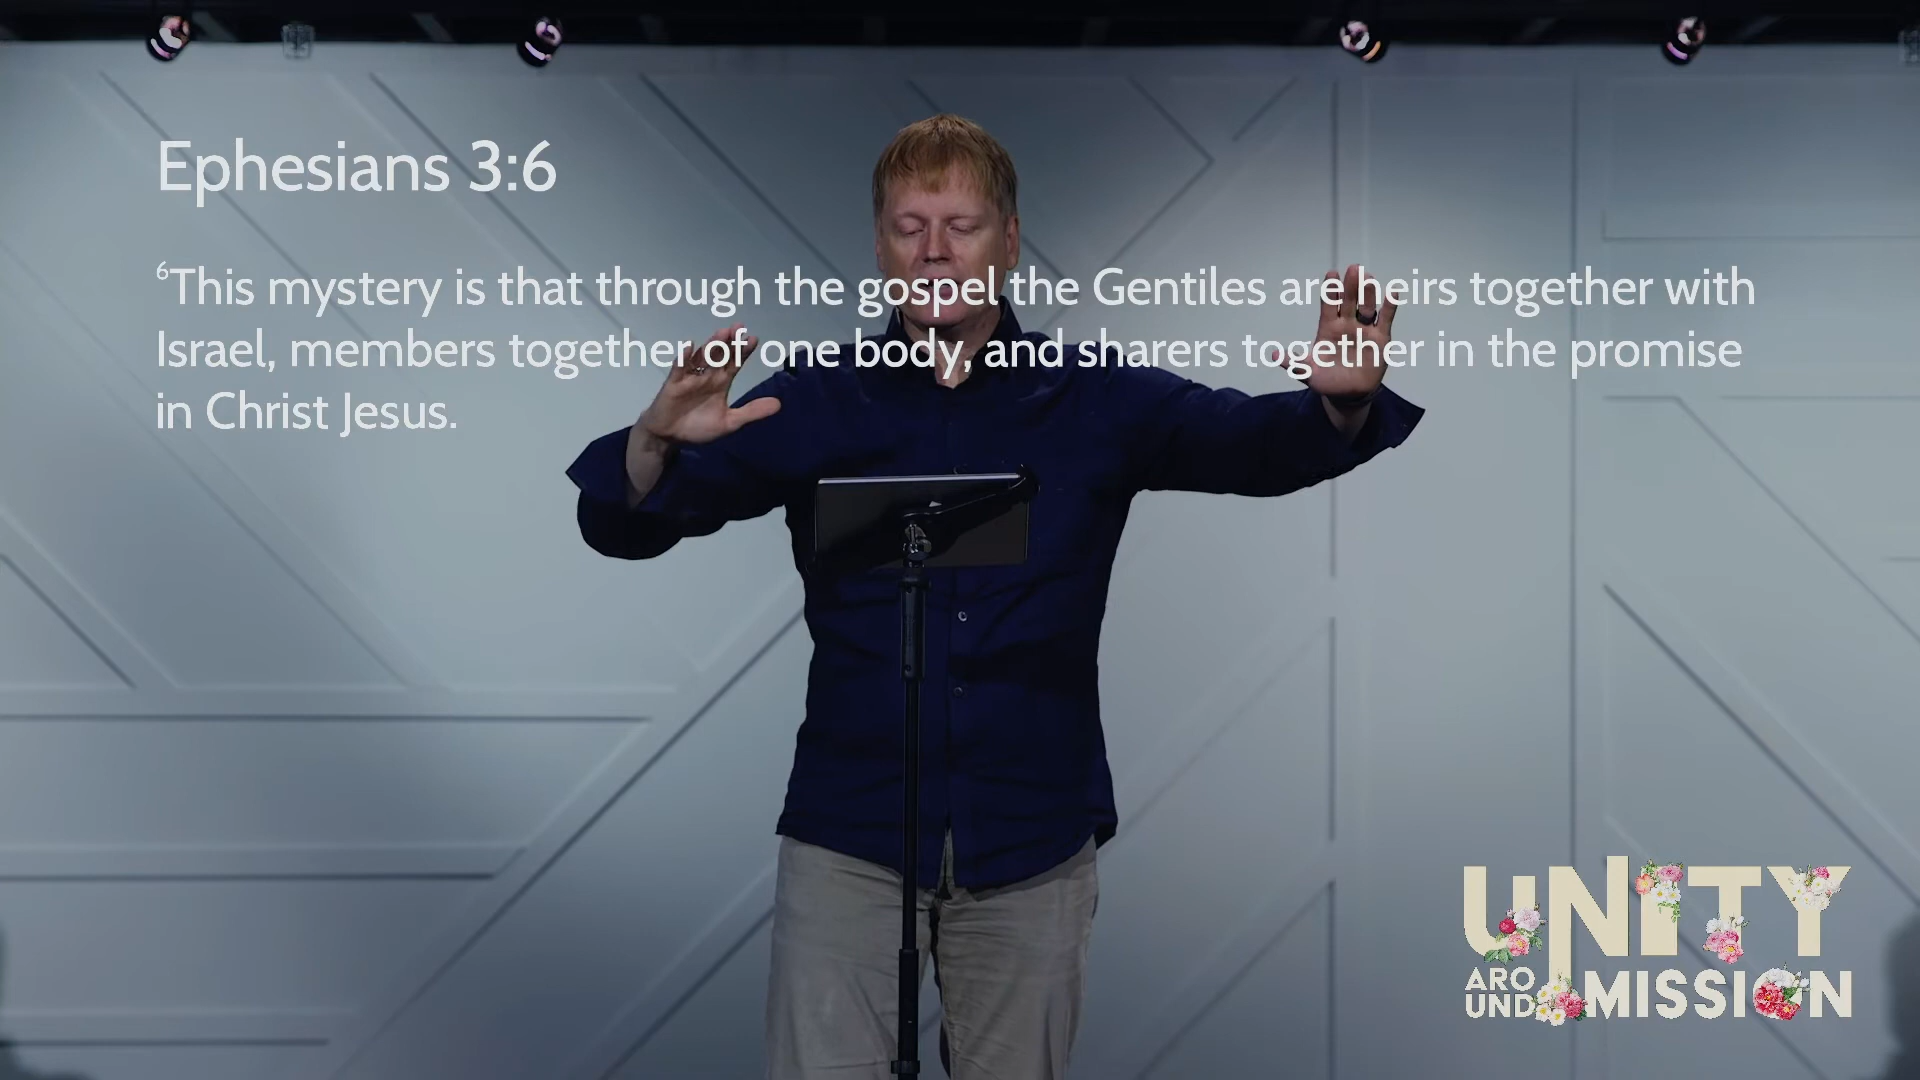 Ephesians 3:6
6This mystery is that through the gospel the Gentiles are heirs together with
Israel, members together of one body, and sharers together in the promise
in Christ Jesus.
UNITY
ARO
UND
MISSION